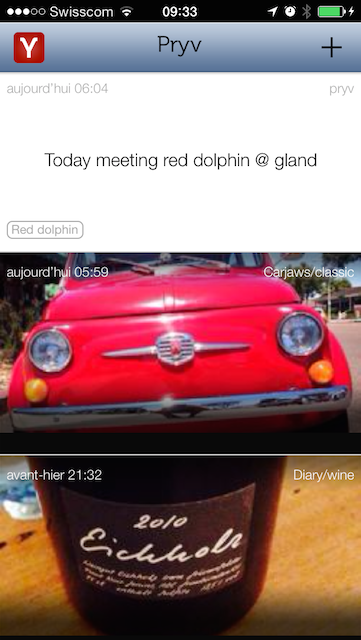 Swisscom 09:33
Y Pryv +
aujourd'hui 06:04 pryv
Today meeting red dolphin @ gland
Red dolphin
aujourd'hui 05:59 Carjaws/classic
avant-hier 21:32 Diary/wine
2010
Eichholz